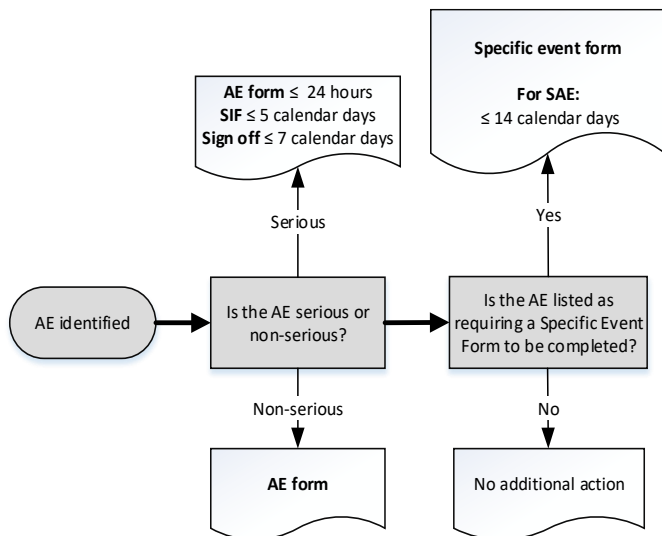 Specific event form
For SAE:
≤ 14 calendar days
AE form ≤ 24 hours
SIF ≤ 5 calendar days
Sign off ≤ 7 calendar days
Serious
Yes
AE identified
Is the AE serious or
non-serious?
Is the AE listed as
requiring a Specific Event
Form to be completed?
Non-serious
No
AE form
No additional action